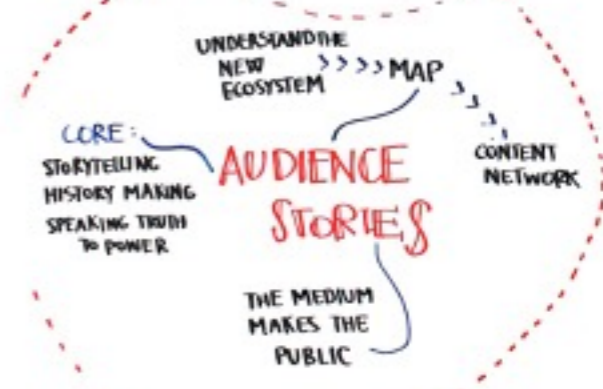 UNDERSTAND THE
NEW
ECOSYSTEM
MAP
CONTENT
NETWORK
CORE:
STORYTELLING
HISTORY MAKING
SPEAKING TRUTH
TO POWER
AUDIENCE
STORIES
THE MEDIUM
MAKES THE
PUBLIC